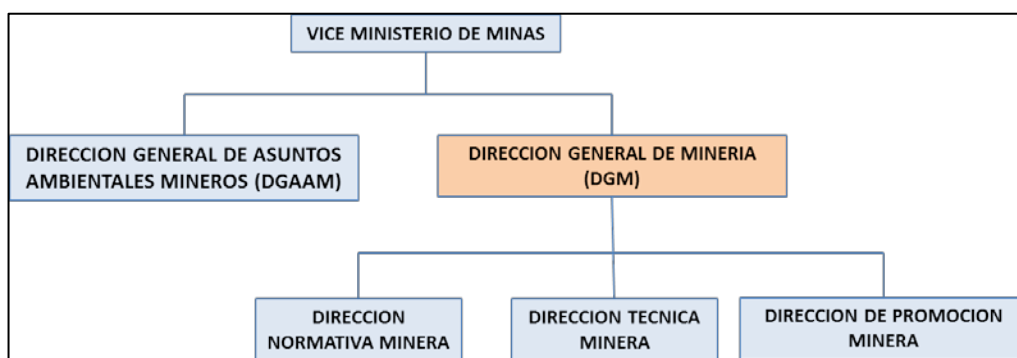 VICE MINISTERIO DE MINAS
DIRECCION GENERAL DE ASUNTOS
AMBIENTALES MINEROS (DGAAM)
DIRECCION GENERAL DE MINERIA
(DGM)
DIRECCION
NORMATIVA MINERA
DIRECCION TECNICA
MINERA
DIRECCION DE PROMOCION
MINERA